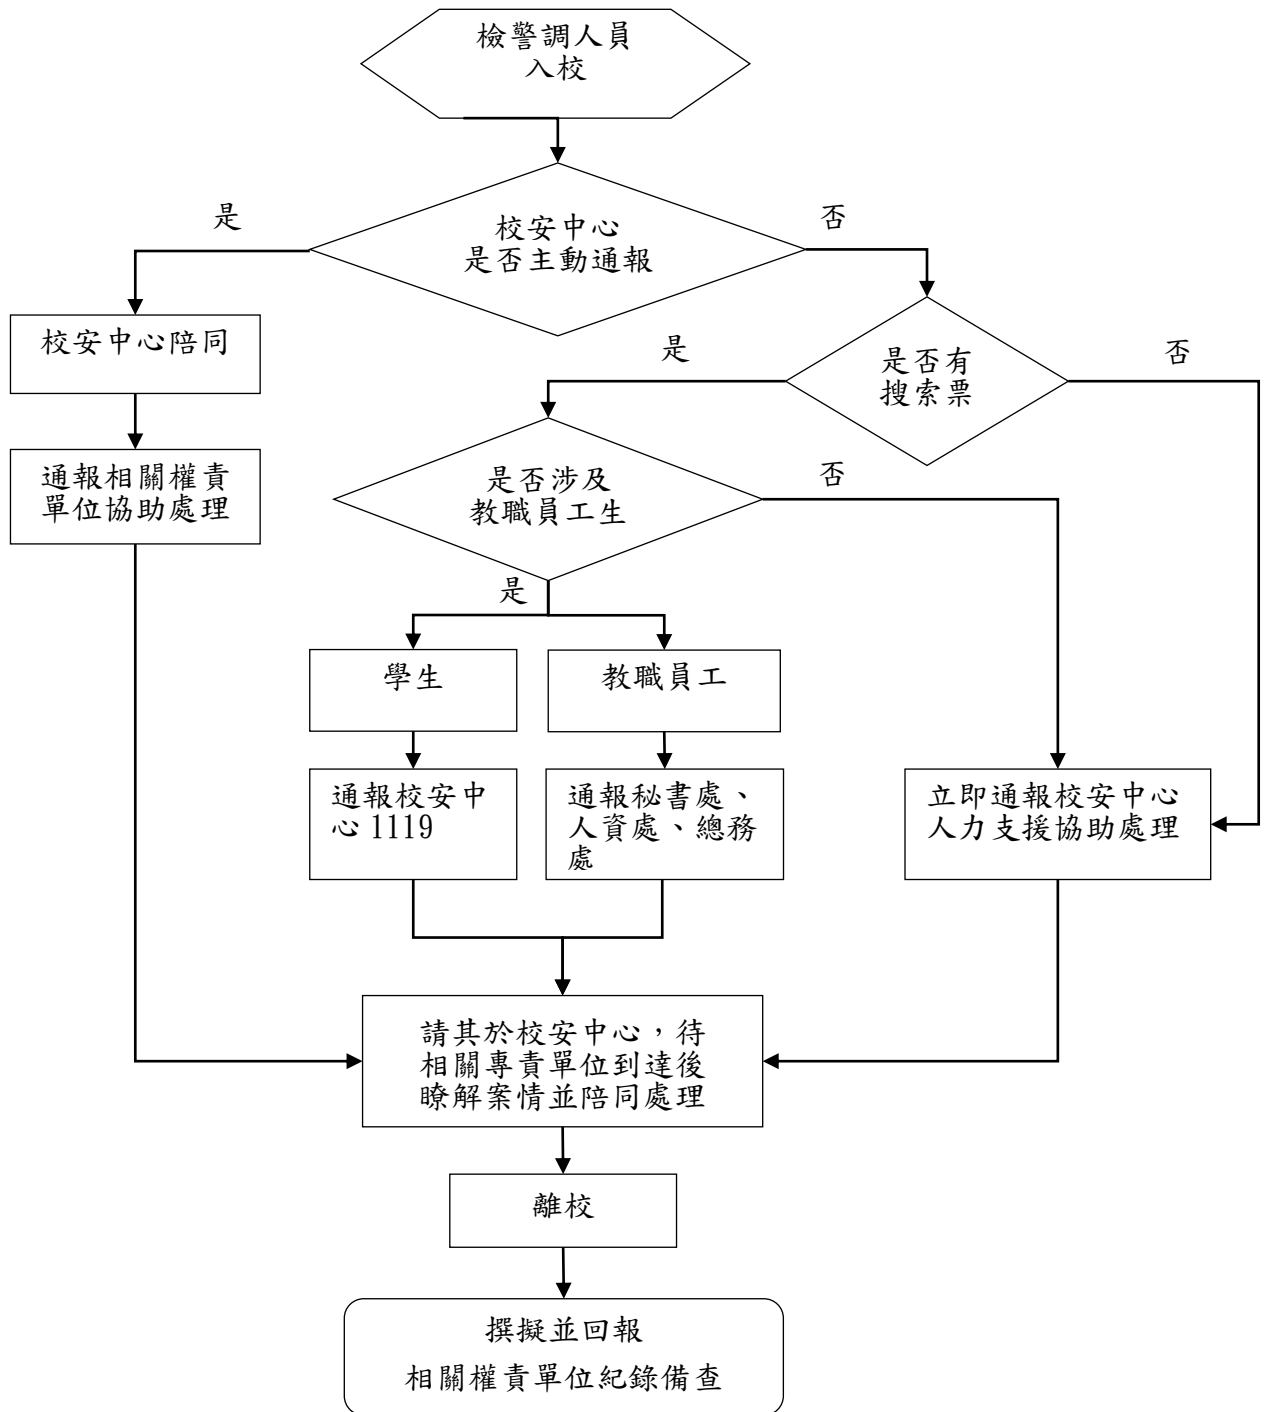 檢警調人員
入校
是
否
校安中心
是否主動通報
校安中心陪同
是
否
是否有
搜索票
通報相關權責
單位協助處理
是否涉及
教職員工生
否
是
學生
教職員工
通報校安中
心 1119
通報秘書處、
人資處、總務
處
立即通報校安中心
人力支援協助處理
請其於校安中心，待
相關專責單位到達後
瞭解案情並陪同處理
離校
撰擬並回報
相關權責單位紀錄備查